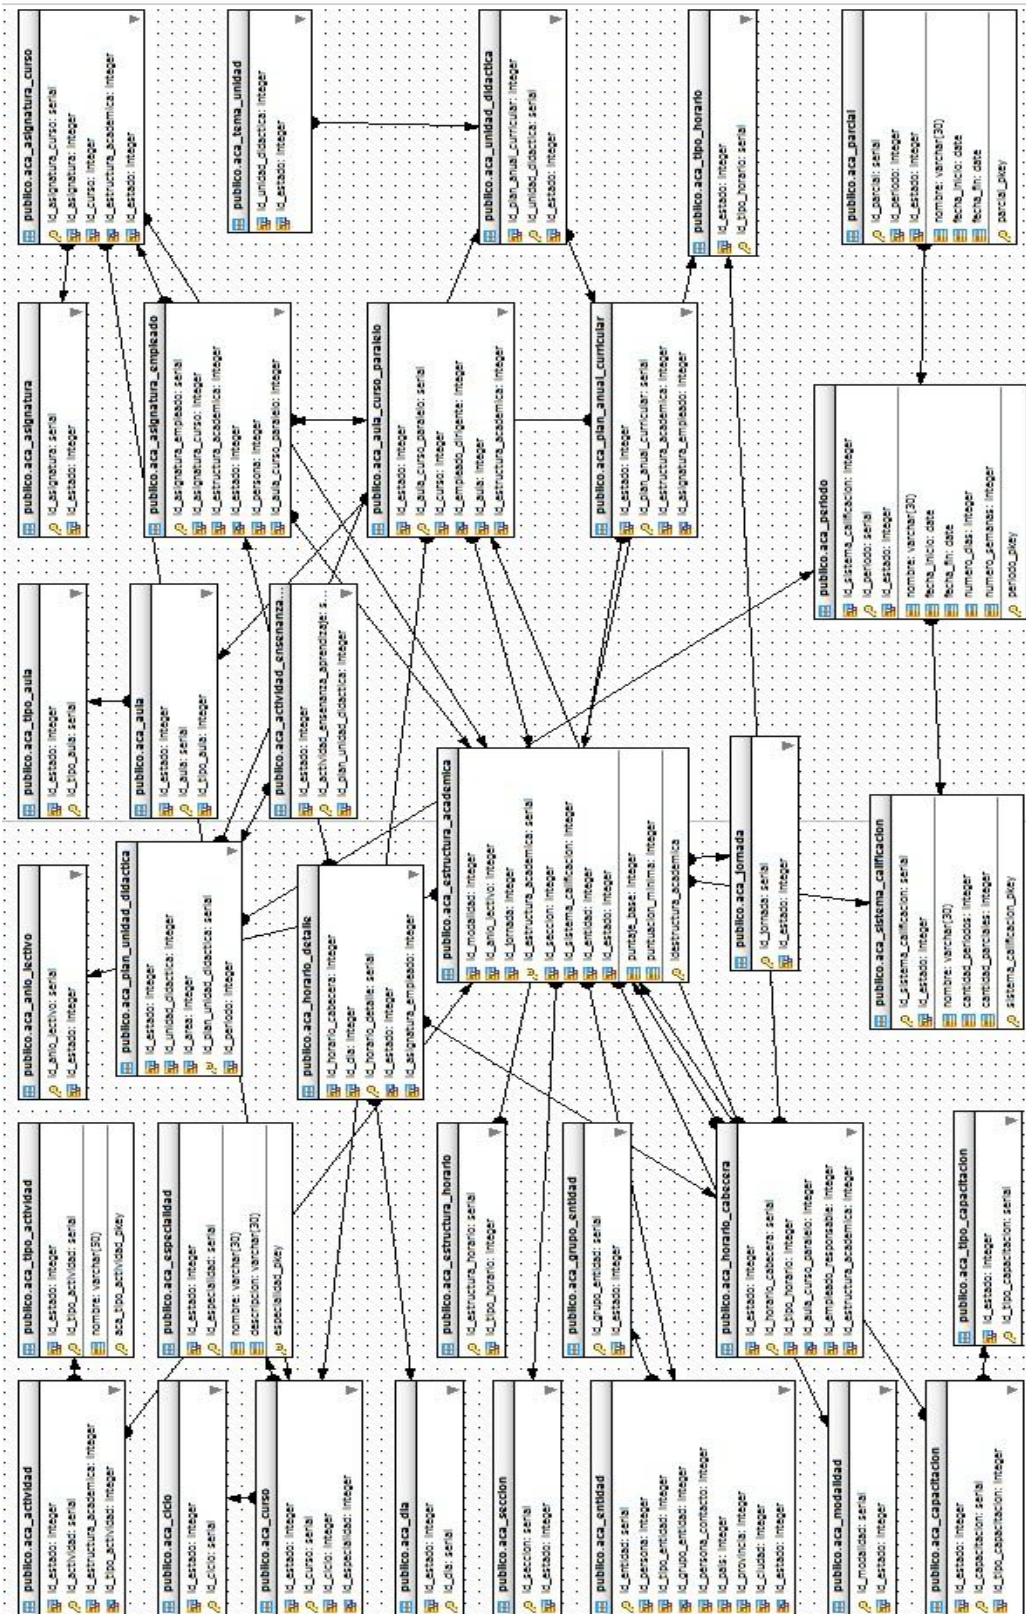 publico.aca_actividad
id_estado: integer
id_actividad: serial
id_estructura_academica: integer
id_tipo_actividad: integer
publico.aca_tipo_actividad
id_estado: integer
id_tipo_actividad: serial
nombre: varchar(30)
aca_tipo_actividad_pkey
publico.aca_anio_lectivo
id_anio_lectivo: serial
id_estado: integer
publico.aca_tipo_aula
id_estado: integer
id_tipo_aula: serial
publico.aca_asignatura
id_asignatura: serial
id_estado: integer
publico.aca_asignatura_curso
id_asignatura_curso: serial
id_asignatura: integer
id_curso: integer
id_estructura_academica: integer
id_estado: integer
publico.aca_ciclo
id_estado: integer
id_ciclo: serial
publico.aca_especialidad
id_estado: integer
id_especialidad: serial
nombre: varchar(30)
descripcion: varchar(30)
especialidad_pkey
publico.aca_plan_unidad_didactica
id_estado: integer
id_unidad_didactica: integer
id_area: integer
id_plan_unidad_didactica: serial
id_periodo: integer
publico.aca_aula
id_estado: integer
id_aula: serial
id_tipo_aula: integer
publico.aca_asignatura_empleado
id_asignatura_empleado: serial
id_asignatura_curso: integer
id_estructura_academica: integer
id_estado: integer
id_persona: integer
id_aula_curso_paralelo: integer
publico.aca_tema_unidad
id_unidad_didactica: integer
id_estado: integer
publico.aca_curso
id_estado: integer
id_curso: serial
id_ciclo: integer
id_especialidad: integer
publico.aca_horario_detalle
id_horario_cabecera: integer
id_dia: integer
id_horario_detalle: serial
id_estado: integer
id_asignatura_empleado: integer
publico.aca_actividad_ensenanza...
id_estado: integer
id_actividad_ensenanza_aprendizaje: s...
id_plan_unidad_didactica: integer
publico.aca_aula_curso_paralelo
id_estado: integer
id_aula_curso_paralelo: serial
id_curso: integer
id_empleado_dirigente: integer
id_aula: integer
id_estructura_academica: integer
publico.aca_unidad_didactica
id_plan_anual_curricular: integer
id_unidad_didactica: serial
id_estado: integer
publico.aca_dia
id_estado: integer
id_dia: serial
publico.aca_estructura_horario
id_estructura_horario: serial
id_tipo_horario: integer
publico.aca_estructura_academica
id_modalidad: integer
id_anio_lectivo: integer
id_jornada: integer
id_estructura_academica: serial
id_seccion: integer
id_sistema_calificacion: integer
id_entidad: integer
id_estado: integer
puntaje_base: integer
puntuacion_minima: integer
idestructura_academica
publico.aca_seccion
id_seccion: serial
id_estado: integer
publico.aca_grupo_entidad
id_grupo_entidad: serial
id_estado: integer
publico.aca_plan_anual_curricular
id_estado: integer
id_plan_anual_curricular: serial
id_estructura_academica: integer
id_asignatura_empleado: integer
publico.aca_tipo_horario
id_estado: integer
id_tipo_horario: serial
publico.aca_entidad
id_entidad: serial
id_persona: integer
id_tipo_entidad: integer
id_grupo_entidad: integer
id_persona_contacto: integer
id_pais: integer
id_provincia: integer
id_ciudad: integer
id_estado: integer
publico.aca_horario_cabecera
id_estado: integer
id_horario_cabecera: serial
id_tipo_horario: integer
id_aula_curso_paralelo: integer
id_empleado_responsable: integer
id_estructura_academica: integer
publico.aca_jornada
id_jornada: serial
id_estado: integer
publico.aca_periodo
id_sistema_calificacion: integer
id_periodo: serial
id_estado: integer
nombre: varchar(30)
fecha_inicio: date
fecha_fin: date
numero_dias: integer
numero_semanas: integer
periodo_pkey
publico.aca_parcial
id_parcial: serial
id_periodo: integer
id_estado: integer
nombre: varchar(30)
fecha_inicio: date
fecha_fin: date
parcial_pkey
publico.aca_modalidad
id_modalidad: serial
id_estado: integer
publico.aca_sistema_calificacion
id_sistema_calificacion: serial
id_estado: integer
nombre: varchar(30)
cantidad_periodos: integer
cantidad_parciales: integer
sistema_calificacion_pkey
publico.aca_capacitacion
id_estado: integer
id_capacitacion: serial
id_tipo_capacitacion: integer
publico.aca_tipo_capacitacion
id_estado: integer
id_tipo_capacitacion: serial